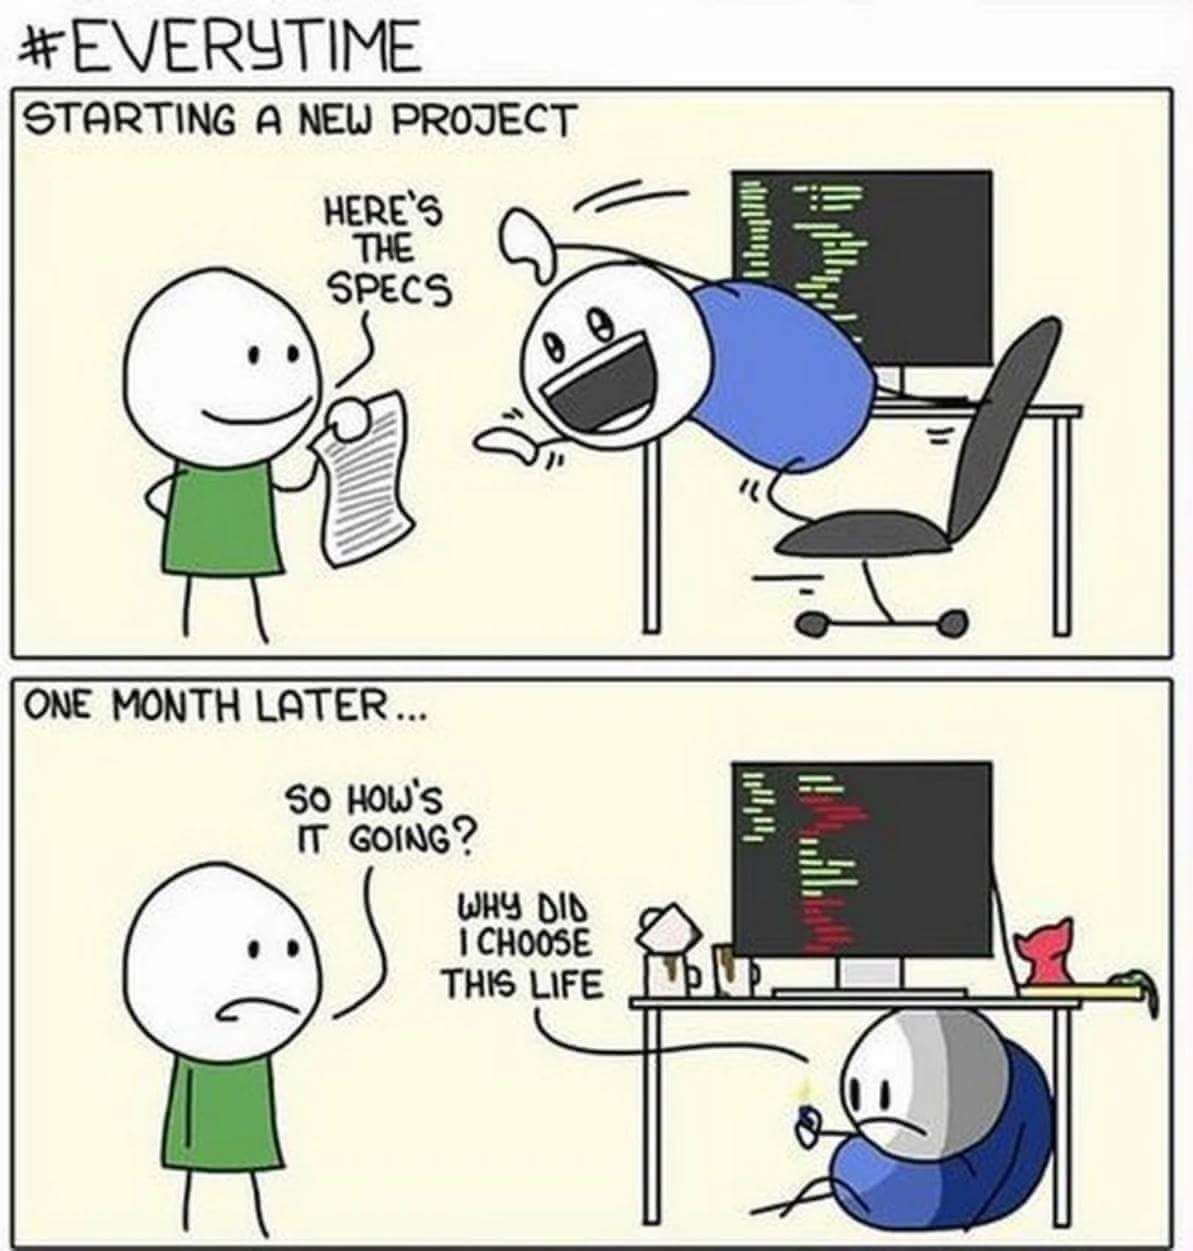 #EVERYTIME
STARTING A NEW PROJECT
HERE'S
THE
SPECS
ONE MONTH LATER...
SO HOW'S
IT GOING?
WHY DID
I CHOOSE
THIS LIFE